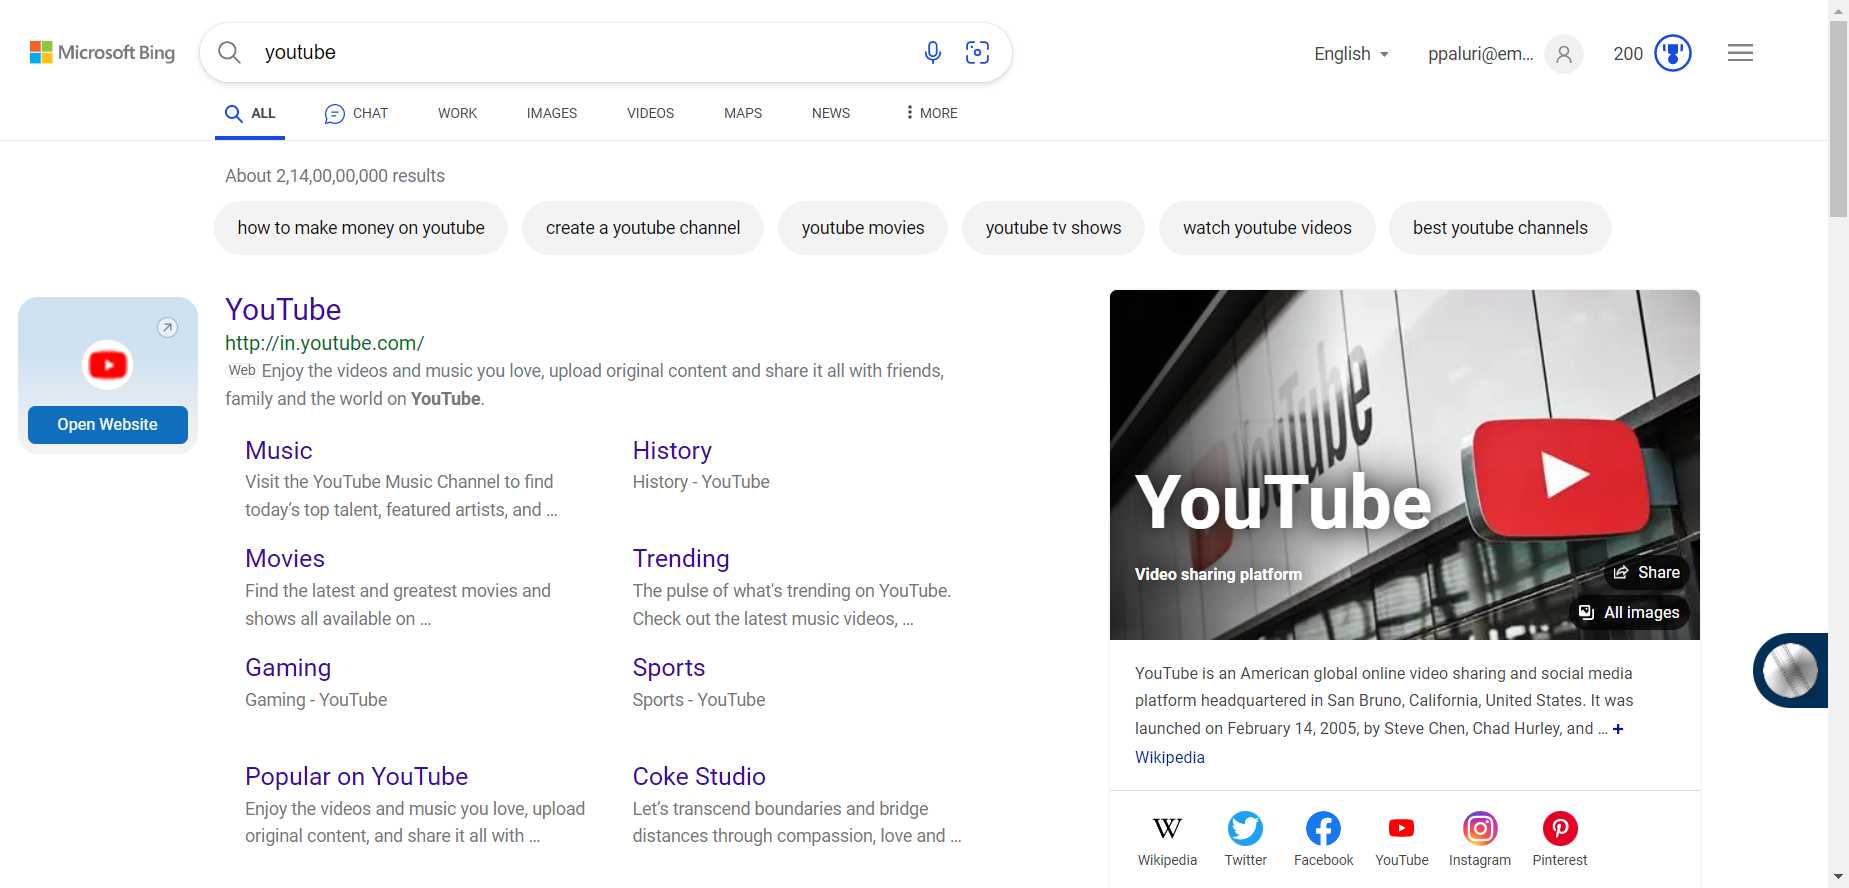 Microsoft Bing
youtube
English
ppaluri@em...
200
ALL
CHAT
WORK
IMAGES
VIDEOS
MAPS
NEWS
MORE
About 2,14,00,00,000 results
how to make money on youtube
create a youtube channel
youtube movies
youtube tv shows
watch youtube videos
best youtube channels
Open Website
YouTube
http://in.youtube.com/
Web Enjoy the videos and music you love, upload original content and share it all with friends,
family and the world on YouTube.
Music
Visit the YouTube Music Channel to find
today’s top talent, featured artists, and ...
History
History - YouTube
Movies
Find the latest and greatest movies and
shows all available on ...
Trending
The pulse of what's trending on YouTube.
Check out the latest music videos, ...
Gaming
Gaming - YouTube
Sports
Sports - YouTube
Popular on YouTube
Enjoy the videos and music you love, upload
original content, and share it all with ...
Coke Studio
Let’s transcend boundaries and bridge
distances through compassion, love and ...
YouTube
YouTube
Video sharing platform
Share
All images
YouTube is an American global online video sharing and social media
platform headquartered in San Bruno, California, United States. It was
launched on February 14, 2005, by Steve Chen, Chad Hurley, and ... +
Wikipedia
W
Wikipedia
Twitter
Facebook
YouTube
Instagram
Pinterest